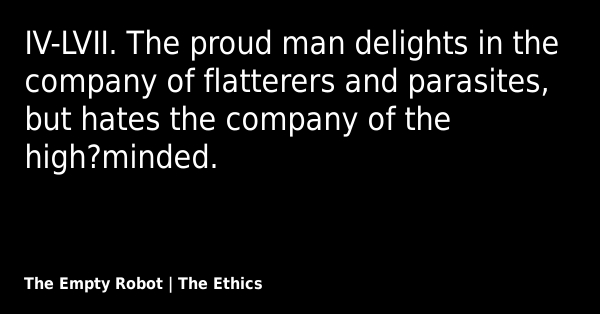 IV-LVII. The proud man delights in the
company of flatterers and parasites,
but hates the company of the
high?minded.
The Empty Robot | The Ethics